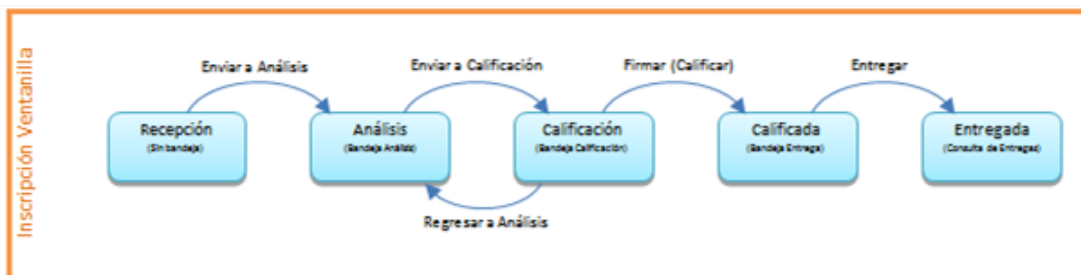 Inscripción Ventanilla
Enviar a Análisis
Enviar a Calificación
Firmar (Calificar)
Entregar
Recepción
(Sin bandeja)
Análisis
(Bandeja Análisis)
Calificación
(Bandeja Calificación)
Calificada
(Bandeja Entrega)
Entregada
(Consulta de Entregas)
Regresar a Análisis